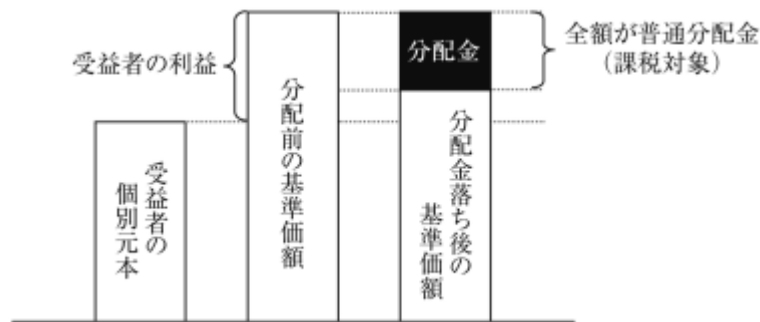 受益者の利益
受益者の
個別元本
分配前の基準価額
分配金
分配金落ち後の
基準価額
全額が普通分配金
（課税対象）